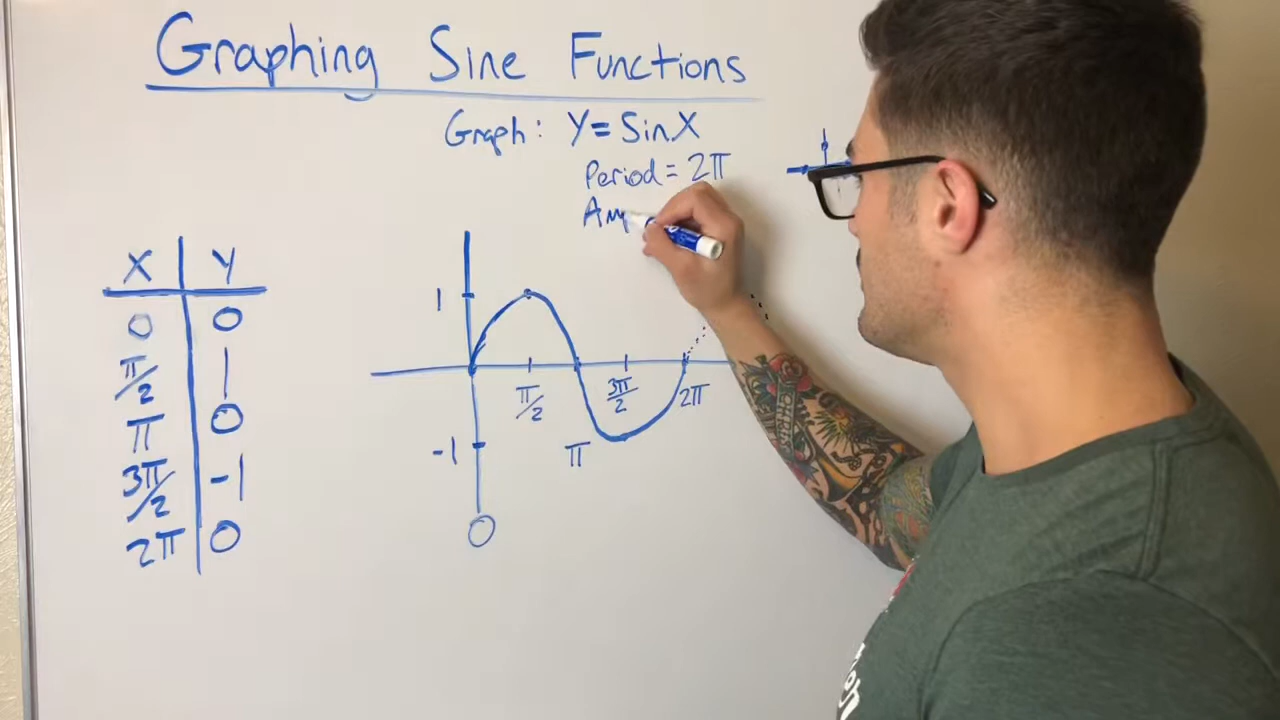 Graphing Sine Functions
Graph: Y = Sin X
Period = 2π
Amp
X Y
0 0
π/2 1
π 0
3π/2 -1
2π 0
1
π/2 3π/2 2π
-1 π
0